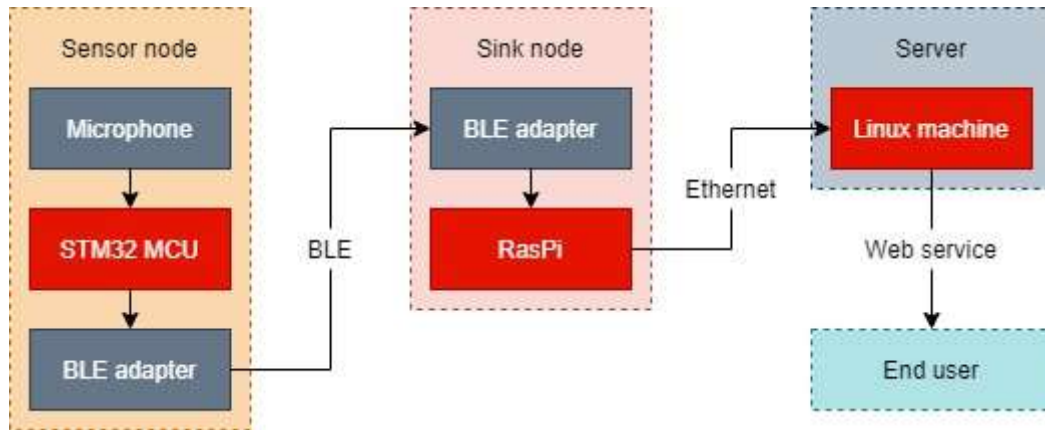 Sensor node
Microphone
STM32 MCU
BLE adapter
BLE
Sink node
BLE adapter
RasPi
Ethernet
Server
Linux machine
Web service
End user